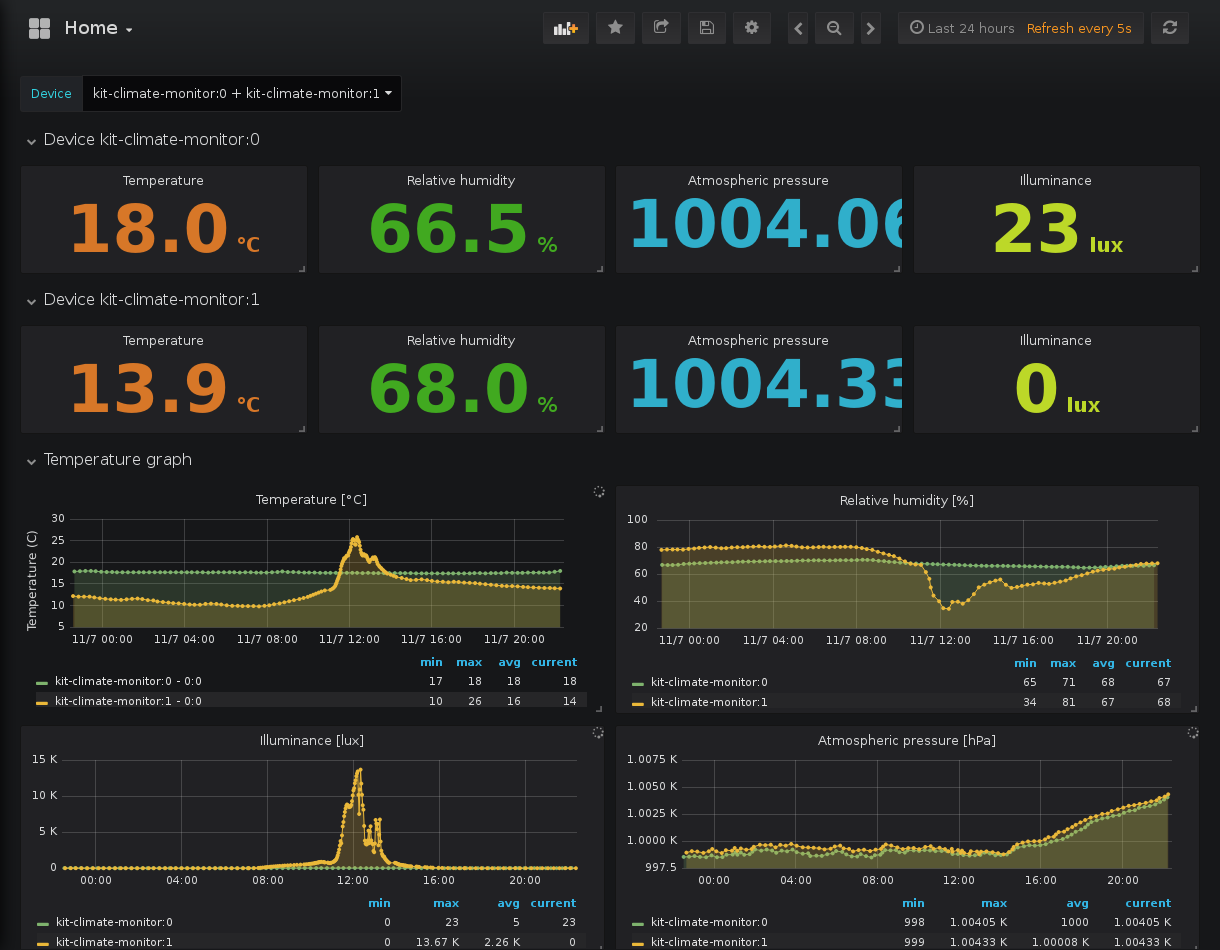 Home
Last 24 hours Refresh every 5s
Device kit-climate-monitor:0 + kit-climate-monitor:1
Device kit-climate-monitor:0
Temperature Relative humidity Atmospheric pressure Illuminance
18.0 °C 66.5 % 1004.06 23 lux
Device kit-climate-monitor:1
Temperature Relative humidity Atmospheric pressure Illuminance
13.9 °C 68.0 % 1004.33 0 lux
Temperature graph
Temperature [°C]
Temperature (C)
30
25
20
15
10
5
11/7 00:00 11/7 04:00 11/7 08:00 11/7 12:00 11/7 16:00 11/7 20:00
min max avg current
kit-climate-monitor:0 - 0:0 17 18 18 18
kit-climate-monitor:1 - 0:0 10 26 16 14
Relative humidity [%]
100
80
60
40
20
11/7 00:00 11/7 04:00 11/7 08:00 11/7 12:00 11/7 16:00 11/7 20:00
min max avg current
kit-climate-monitor:0 65 71 68 67
kit-climate-monitor:1 34 81 67 68
Illuminance [lux]
15 K
10 K
5 K
0
00:00 04:00 08:00 12:00 16:00 20:00
min max avg current
kit-climate-monitor:0 0 23 5 23
kit-climate-monitor:1 0 13.67 K 2.26 K 0
Atmospheric pressure [hPa]
1.0075 K
1.0050 K
1.0025 K
1.0000 K
997.5
00:00 04:00 08:00 12:00 16:00 20:00
min max avg current
kit-climate-monitor:0 998 1.00405 K 1000 1.00405 K
kit-climate-monitor:1 999 1.00433 K 1.00008 K 1.00433 K